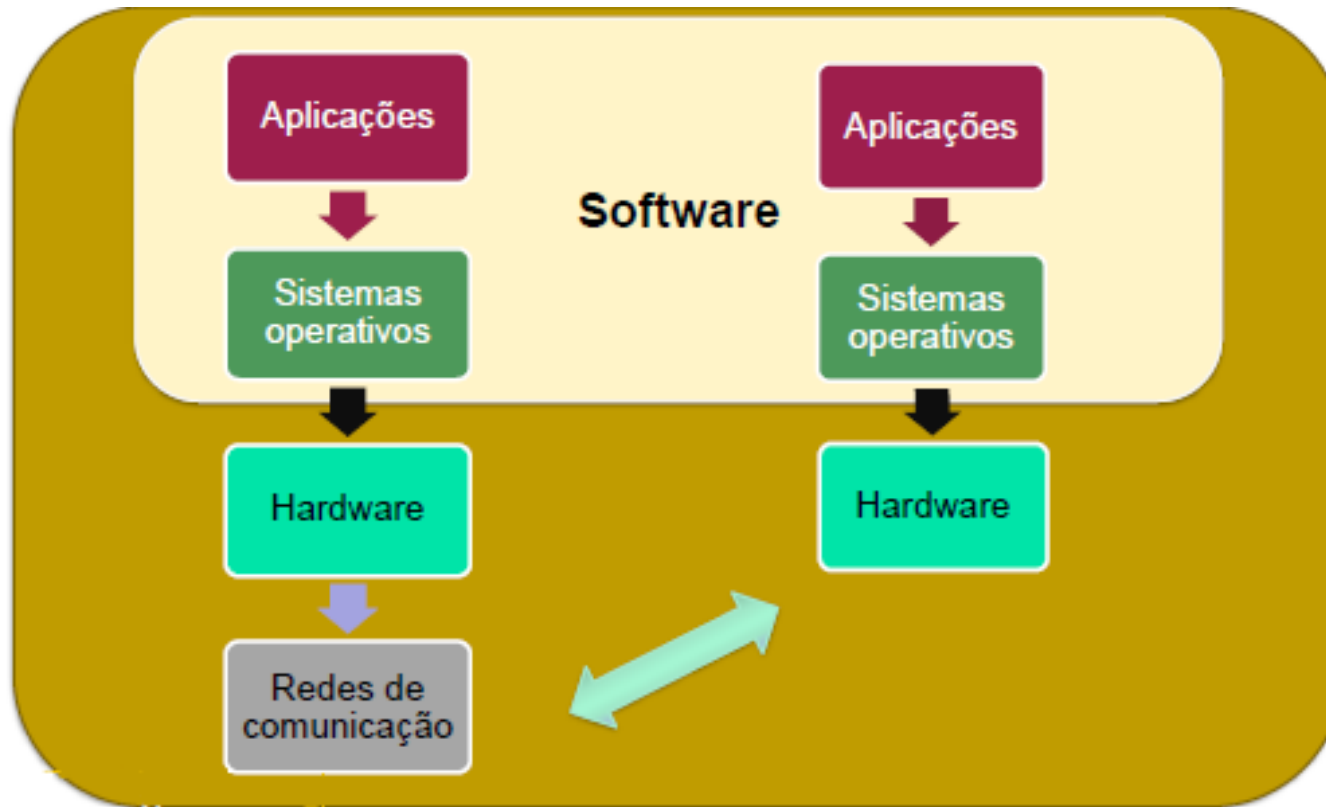 Aplicações
Aplicações
Software
Sistemas
operativos
Sistemas
operativos
Hardware
Hardware
Redes de
comunicação